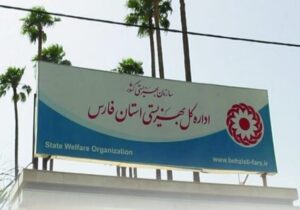 سازمان بهزیستی کشور
اداره کل بهزیستی استان فارس
State Welfare Organization
www.behzisti-fars.ir